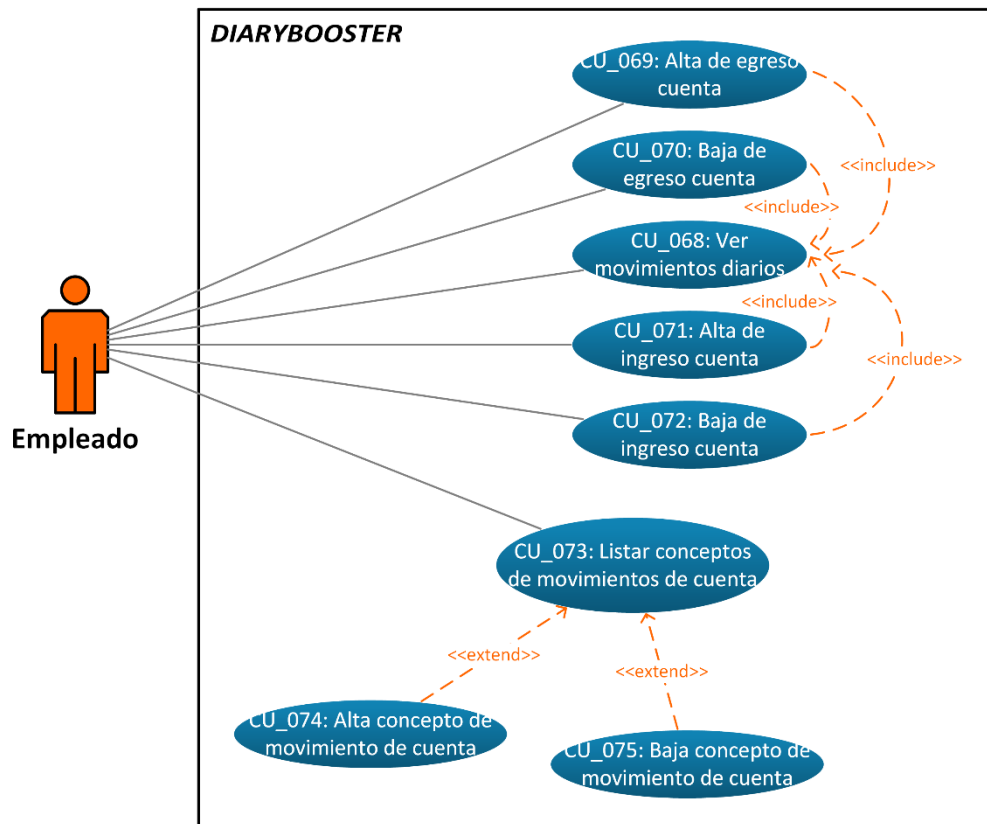 DIARYBOOSTER
CU_069: Alta de egreso
cuenta
CU_070: Baja de
egreso cuenta
<<include>>
<<include>>
CU_068: Ver
movimientos diarios
<<include>>
CU_071: Alta de
ingreso cuenta
<<include>>
CU_072: Baja de
ingreso cuenta
Empleado
CU_073: Listar conceptos
de movimientos de cuenta
<<extend>>
<<extend>>
CU_074: Alta concepto de
movimiento de cuenta
CU_075: Baja concepto de
movimiento de cuenta